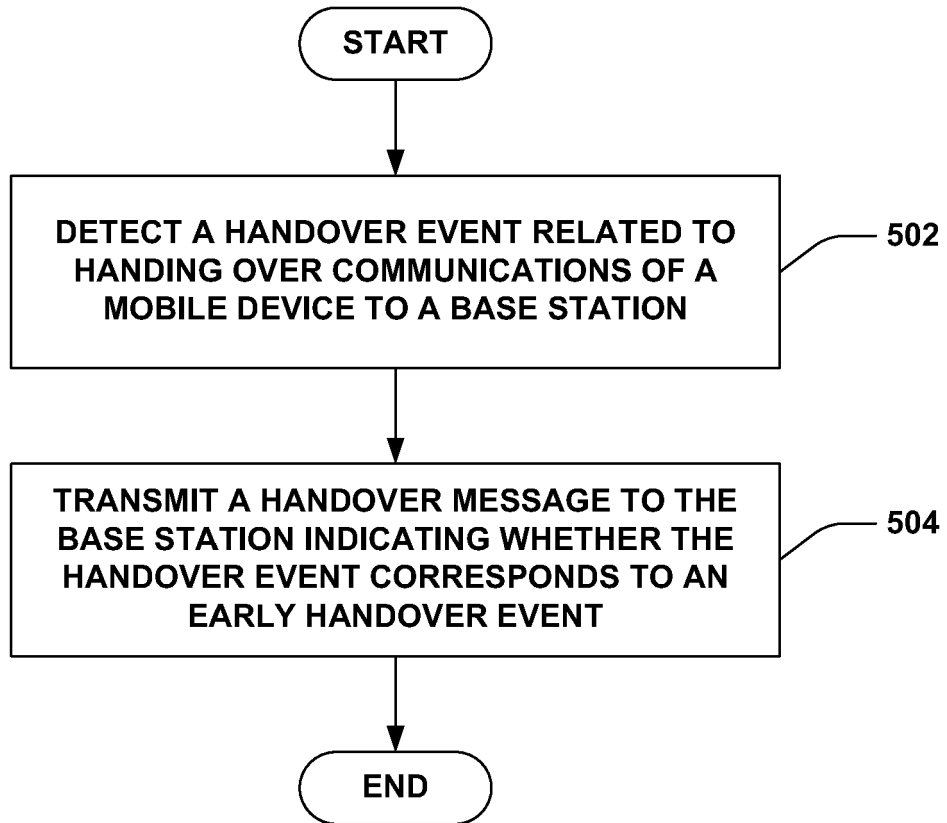 START
DETECT A HANDOVER EVENT RELATED TO
HANDING OVER COMMUNICATIONS OF A
MOBILE DEVICE TO A BASE STATION
502
TRANSMIT A HANDOVER MESSAGE TO THE
BASE STATION INDICATING WHETHER THE
HANDOVER EVENT CORRESPONDS TO AN
EARLY HANDOVER EVENT
504
END